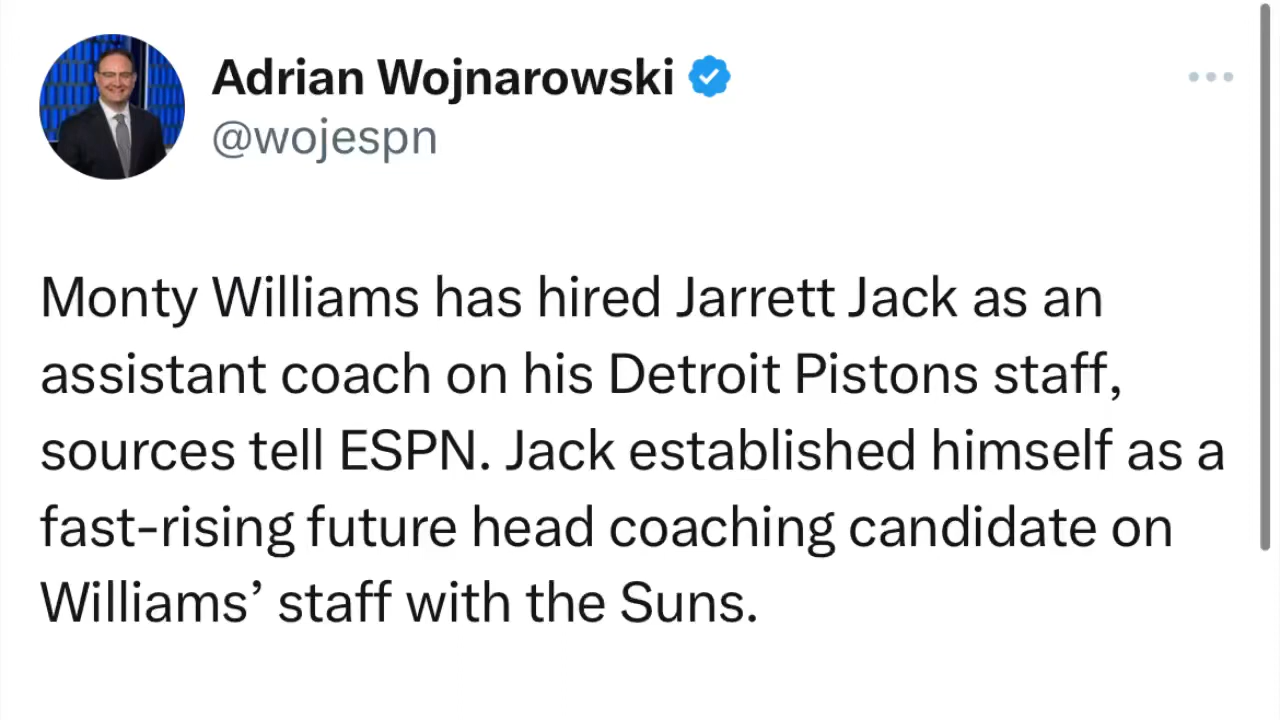 Adrian Wojnarowski
@wojespn
Monty Williams has hired Jarrett Jack as an
assistant coach on his Detroit Pistons staff,
sources tell ESPN. Jack established himself as a
fast-rising future head coaching candidate on
Williams’ staff with the Suns.